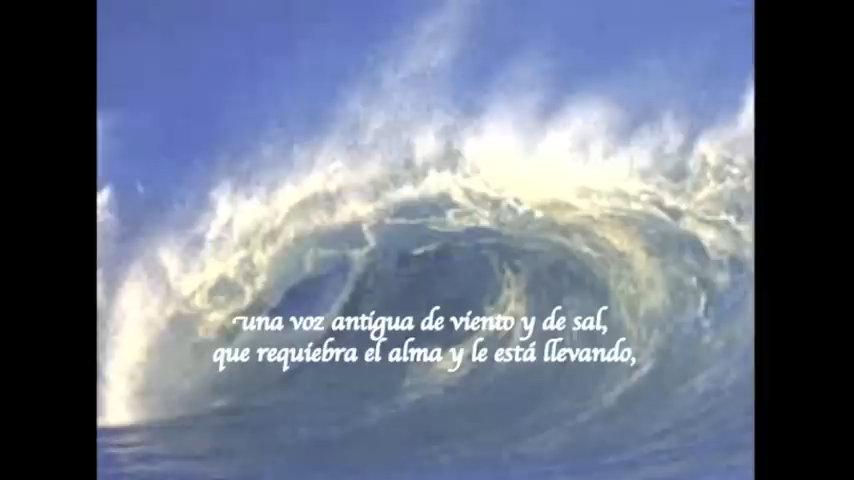 una voz antigua de viento y de sal,
que requiebra el alma y le está llevando,